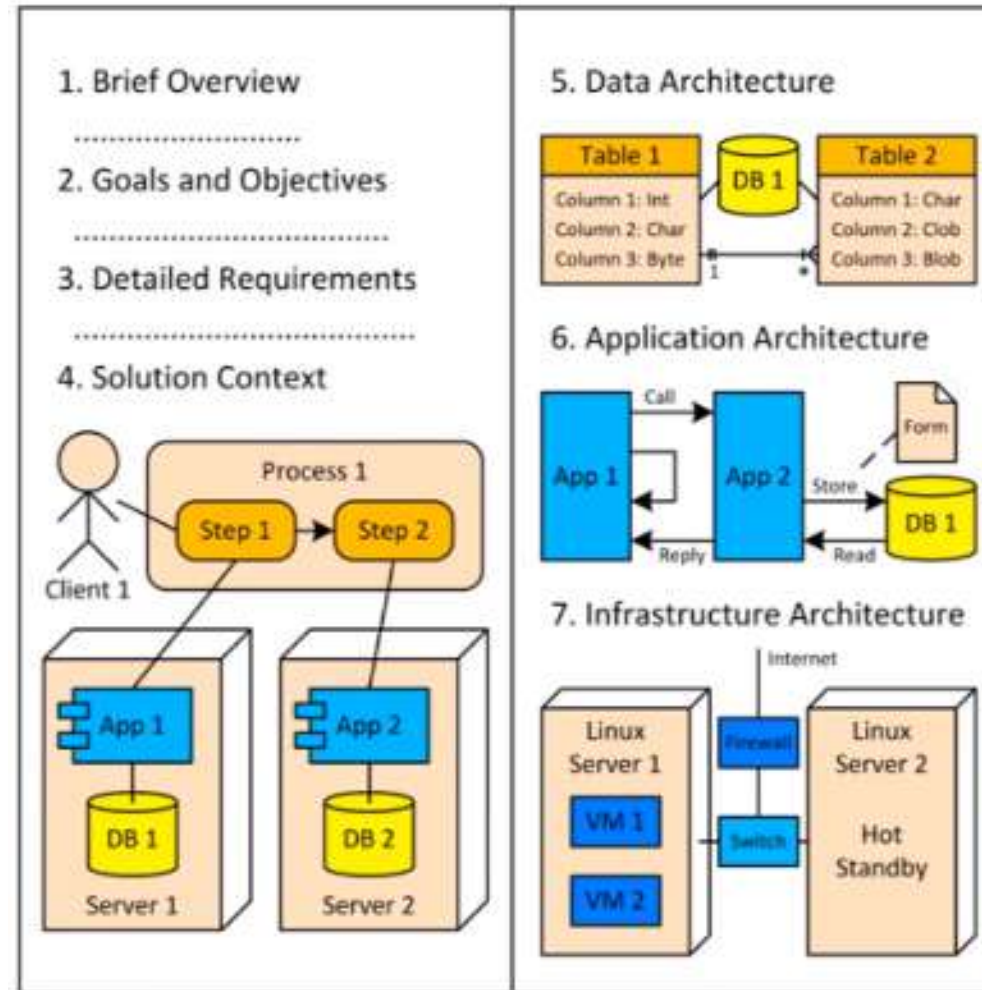 1. Brief Overview
............................
2. Goals and Objectives
.......................................
3. Detailed Requirements
..........................................
4. Solution Context
Process 1
Step 1
Step 2
Client 1
App 1
App 2
DB 1
DB 2
Server 1
Server 2
5. Data Architecture
Table 1
DB 1
Table 2
Column 1: Int
Column 2: Char
Column 3: Byte
1
*
Column 1: Char
Column 2: Clob
Column 3: Blob
6. Application Architecture
Call
Form
App 1
App 2
Store
DB 1
Reply
Read
7. Infrastructure Architecture
Internet
Linux
Server 1
Firewall
Linux
Server 2
VM 1
Switch
Hot
Standby
VM 2